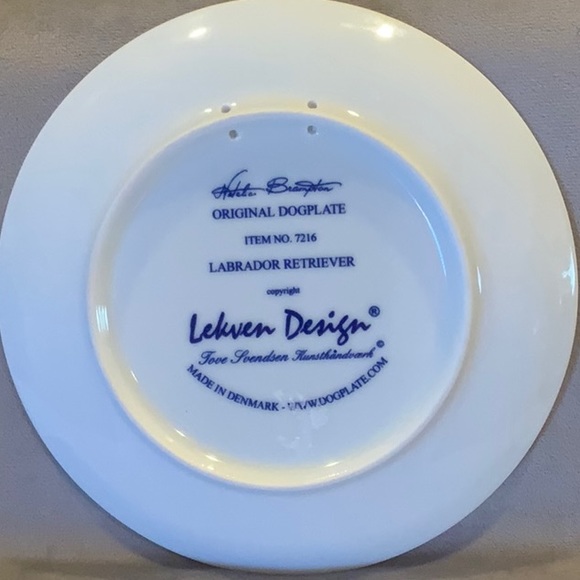 ORIGINAL DOGPLATE
ITEM NO. 7216
LABRADOR RETRIEVER
copyright
Lekven Design®
Tove Svendsen Kunsthåndværk ©
MADE IN DENMARK - WWW.DOGPLATE.COM